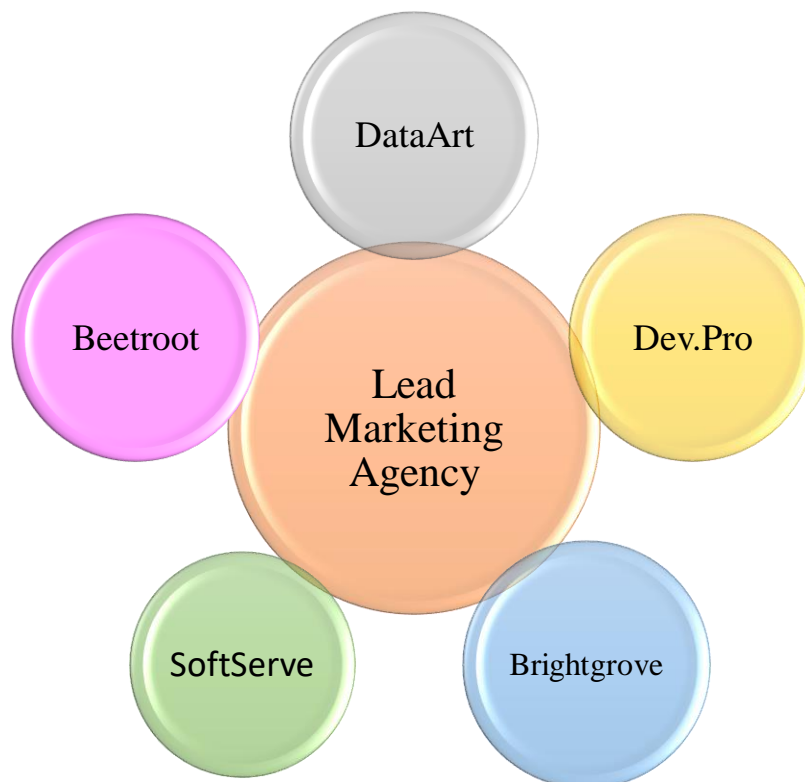 DataArt
Beetroot
Dev.Pro
Lead
Marketing
Agency
SoftServe
Brightgrove